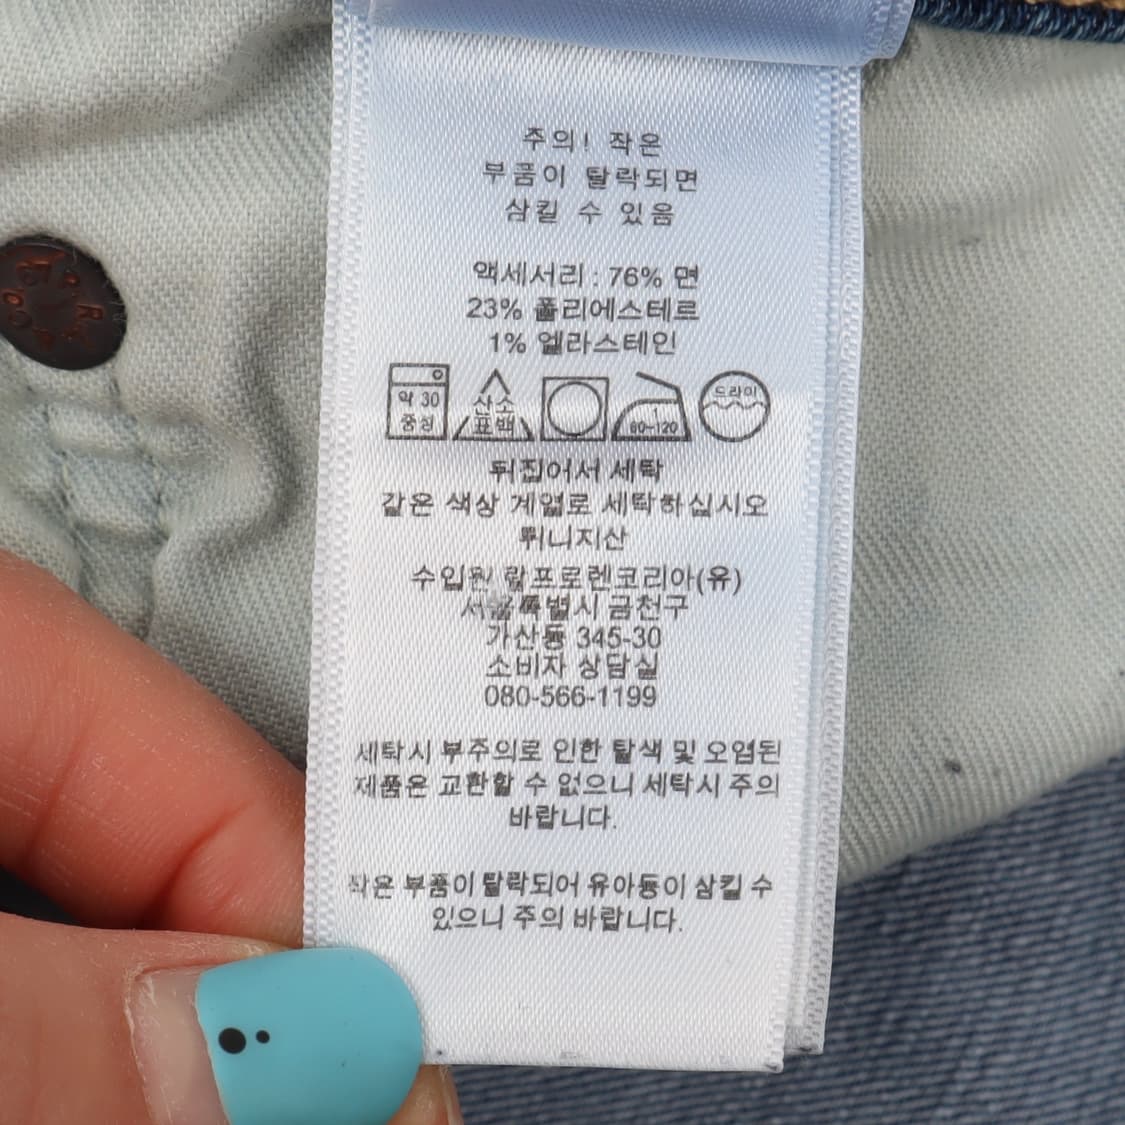 주의! 작은
부품이 탈락되면
삼킬 수 있음
액세서리 : 76% 면
23% 폴리에스테르
1% 엘라스테인
약 30
중성
산소
표백
1
80~120
드라이
뒤집어서 세탁
같은 색상 계열로 세탁하십시오
튀니지산
수입원 랄프로렌코리아(유)
서울특별시 금천구
가산동 345-30
소비자 상담실
080-566-1199
세탁시 부주의로 인한 탈색 및 오염된
제품은 교환할 수 없으니 세탁시 주의
바랍니다.
작은 부품이 탈락되어 유아등이 삼킬 수
있으니 주의 바랍니다.